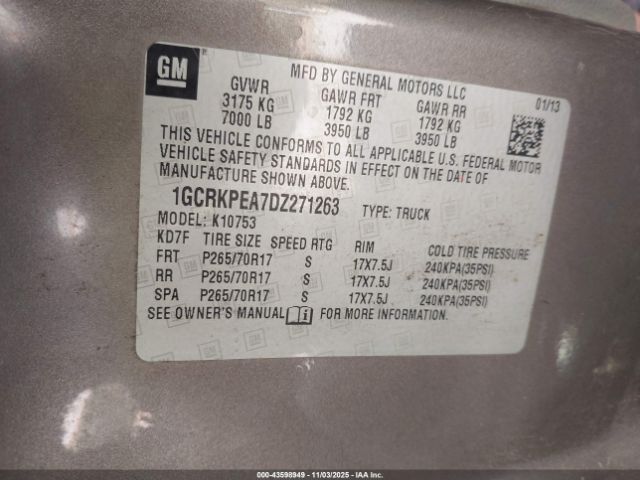 GM
MFD BY GENERAL MOTORS LLC
GVWR GAWR FRT GAWR RR 01/13
3175 KG 1792 KG 1792 KG
7000 LB 3950 LB 3950 LB
THIS VEHICLE CONFORMS TO ALL APPLICABLE U.S. FEDERAL MOTOR
VEHICLE SAFETY STANDARDS IN EFFECT ON THE DATE OF
MANUFACTURE SHOWN ABOVE.
1GCRKPEA7DZ271263 TYPE: TRUCK
MODEL: K10753
KD7F TIRE SIZE SPEED RTG RIM COLD TIRE PRESSURE
FRT P265/70R17 S 17X7.5J 240KPA(35PSI)
RR P265/70R17 S 17X7.5J 240KPA(35PSI)
SPA P265/70R17 S 17X7.5J 240KPA(35PSI)
SEE OWNER'S MANUAL FOR MORE INFORMATION.
000-43598949 - 11/03/2025 - IAAI.com